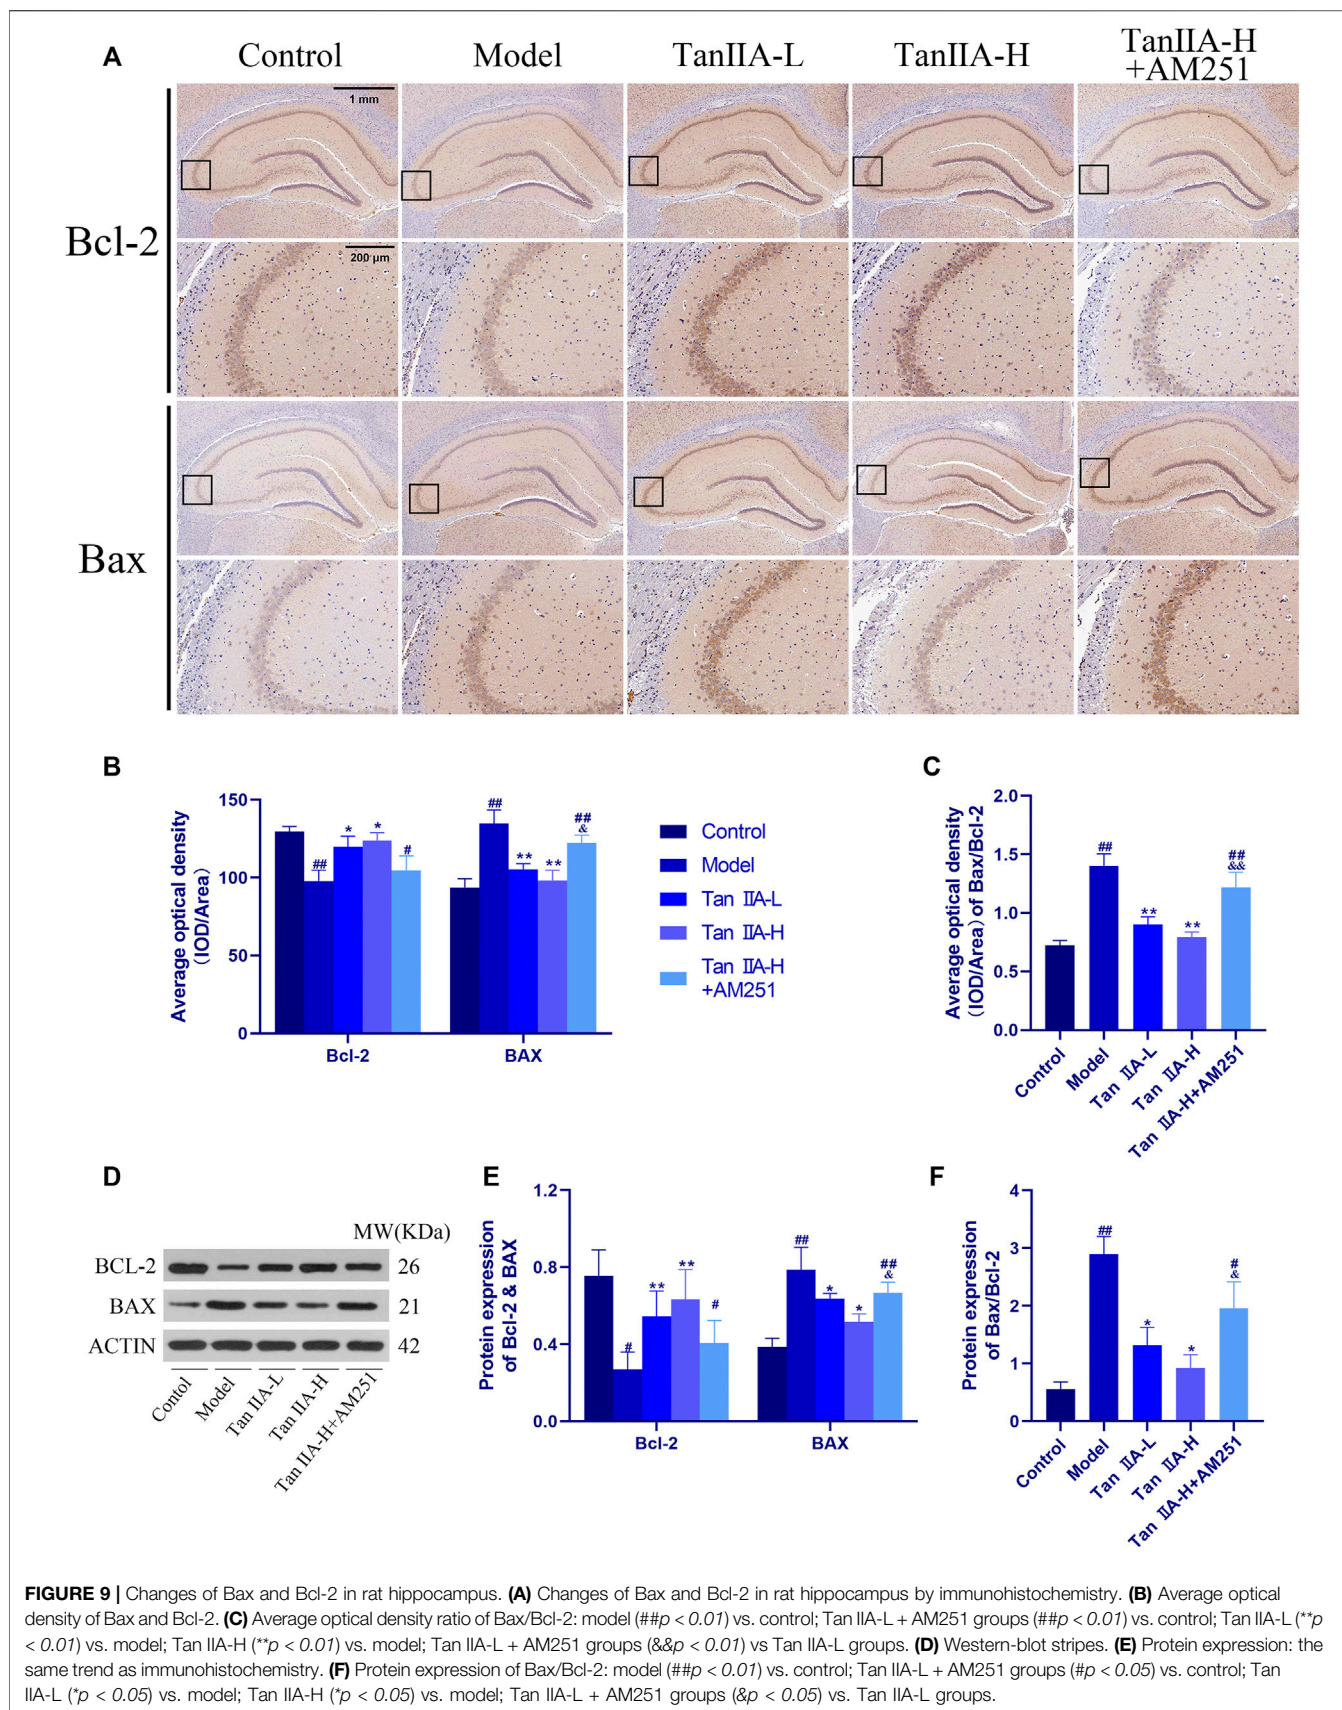 A
Control
Model
TanIIA-L
TanIIA-H
TanIIA-H
+AM251
1 mm
Bcl-2
200 µm
Bax
B
150
100
50
0
Average optical density
(IOD/Area)
##
*
*
#
##
**
**
##
&
Bcl-2
BAX
Control
Model
Tan IIA-L
Tan IIA-H
Tan IIA-H
+AM251
C
2.0
1.5
1.0
0.5
0.0
Average optical density
(IOD/Area) of Bax/Bcl-2
##
**
**
##
&&
Control
Model
Tan IIA-L
Tan IIA-H
Tan IIA-H+AM251
D
MW(KDa)
BCL-2 26
BAX 21
ACTIN 42
Contol
Model
Tan IIA-L
Tan IIA-H
Tan IIA-H+AM251
E
1.2
0.8
0.4
0.0
Protein expression
of Bcl-2 & BAX
#
**
**
#
##
*
*
##
&
Bcl-2
BAX
F
4
3
2
1
0
Protein expression
of Bax/Bcl-2
##
*
*
#
&
Control
Model
Tan IIA-L
Tan IIA-H
Tan IIA-H+AM251
FIGURE 9 | Changes of Bax and Bcl-2 in rat hippocampus. (A) Changes of Bax and Bcl-2 in rat hippocampus by immunohistochemistry. (B) Average optical
density of Bax and Bcl-2. (C) Average optical density ratio of Bax/Bcl-2: model (##p < 0.01) vs. control; Tan IIA-L + AM251 groups (##p < 0.01) vs. control; Tan IIA-L (**p
< 0.01) vs. model; Tan IIA-H (**p < 0.01) vs. model; Tan IIA-L + AM251 groups (&&p < 0.01) vs Tan IIA-L groups. (D) Western-blot stripes. (E) Protein expression: the
same trend as immunohistochemistry. (F) Protein expression of Bax/Bcl-2: model (##p < 0.01) vs. control; Tan IIA-L + AM251 groups (#p < 0.05) vs. control; Tan
IIA-L (*p < 0.05) vs. model; Tan IIA-H (*p < 0.05) vs. model; Tan IIA-L + AM251 groups (&p < 0.05) vs. Tan IIA-L groups.